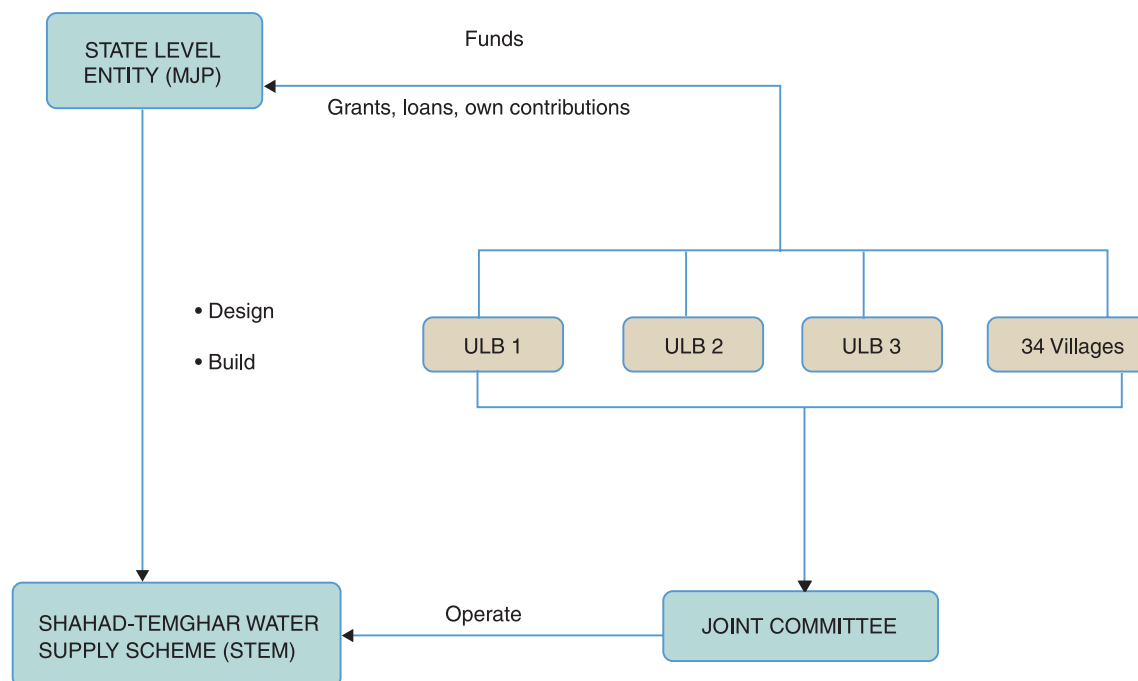 STATE LEVEL
ENTITY (MJP)
Funds
Grants, loans, own contributions
• Design
• Build
ULB 1
ULB 2
ULB 3
34 Villages
SHAHAD-TEMGHAR WATER
SUPPLY SCHEME (STEM)
Operate
JOINT COMMITTEE